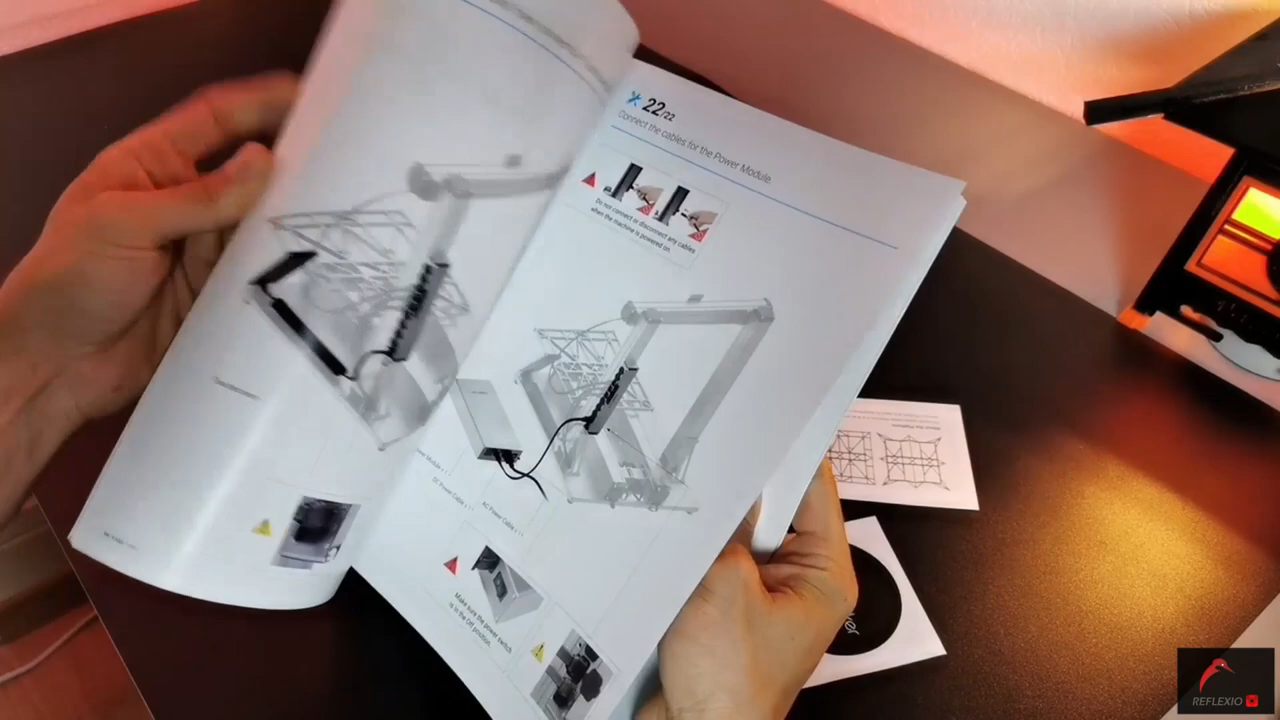 22/22
Connect the cables for the Power Module.
Do not connect or disconnect any cables
when the machine is powered on.
DC Power Cable x 1
AC Power Cable x 1
Make sure the power switch
is in the Off position.
REFLEXIO